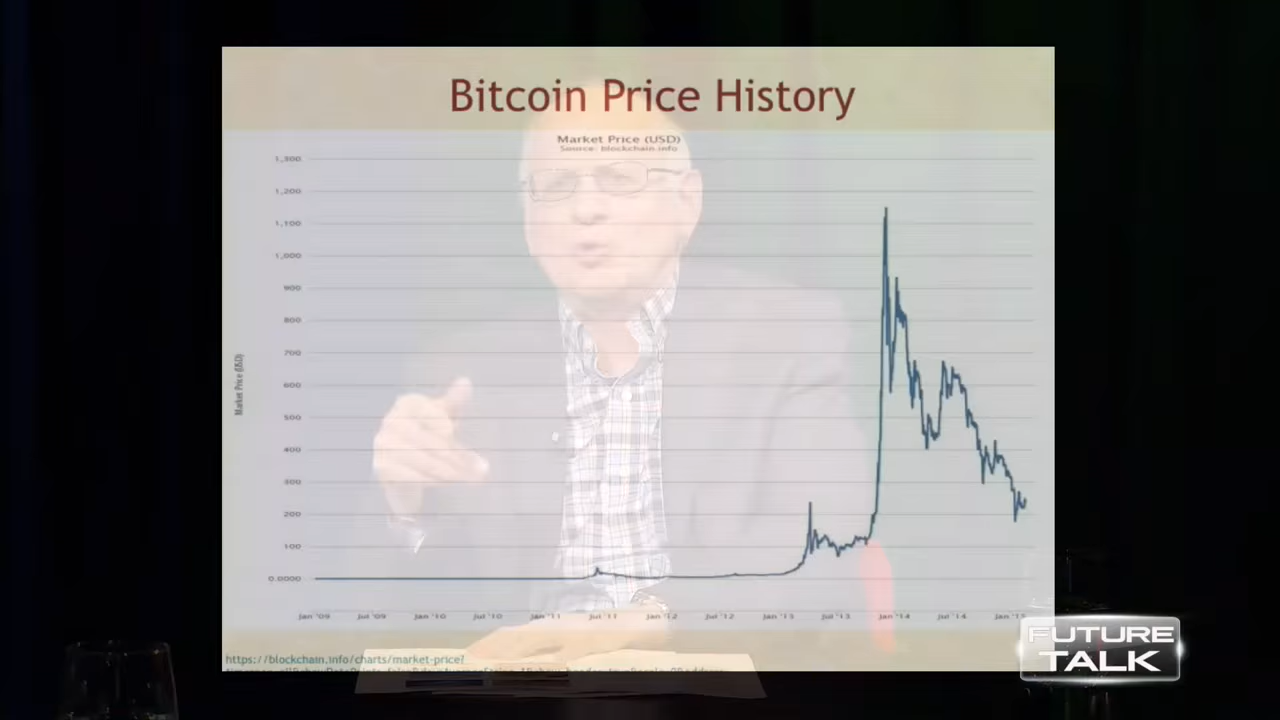 Bitcoin Price History
Market Price (USD)
Source: blockchain.info
1,300
1,200
1,100
1,000
900
800
700
600
500
400
300
200
100
0.0000
Market Price (USD)
Jan '09 Jul '09 Jan '10 Jul '10 Jan '11 Jul '11 Jan '12 Jul '12 Jan '13 Jul '13 Jan '14 Jul '14 Jan '15
https://blockchain.info/charts/market-price?
FUTURE
TALK